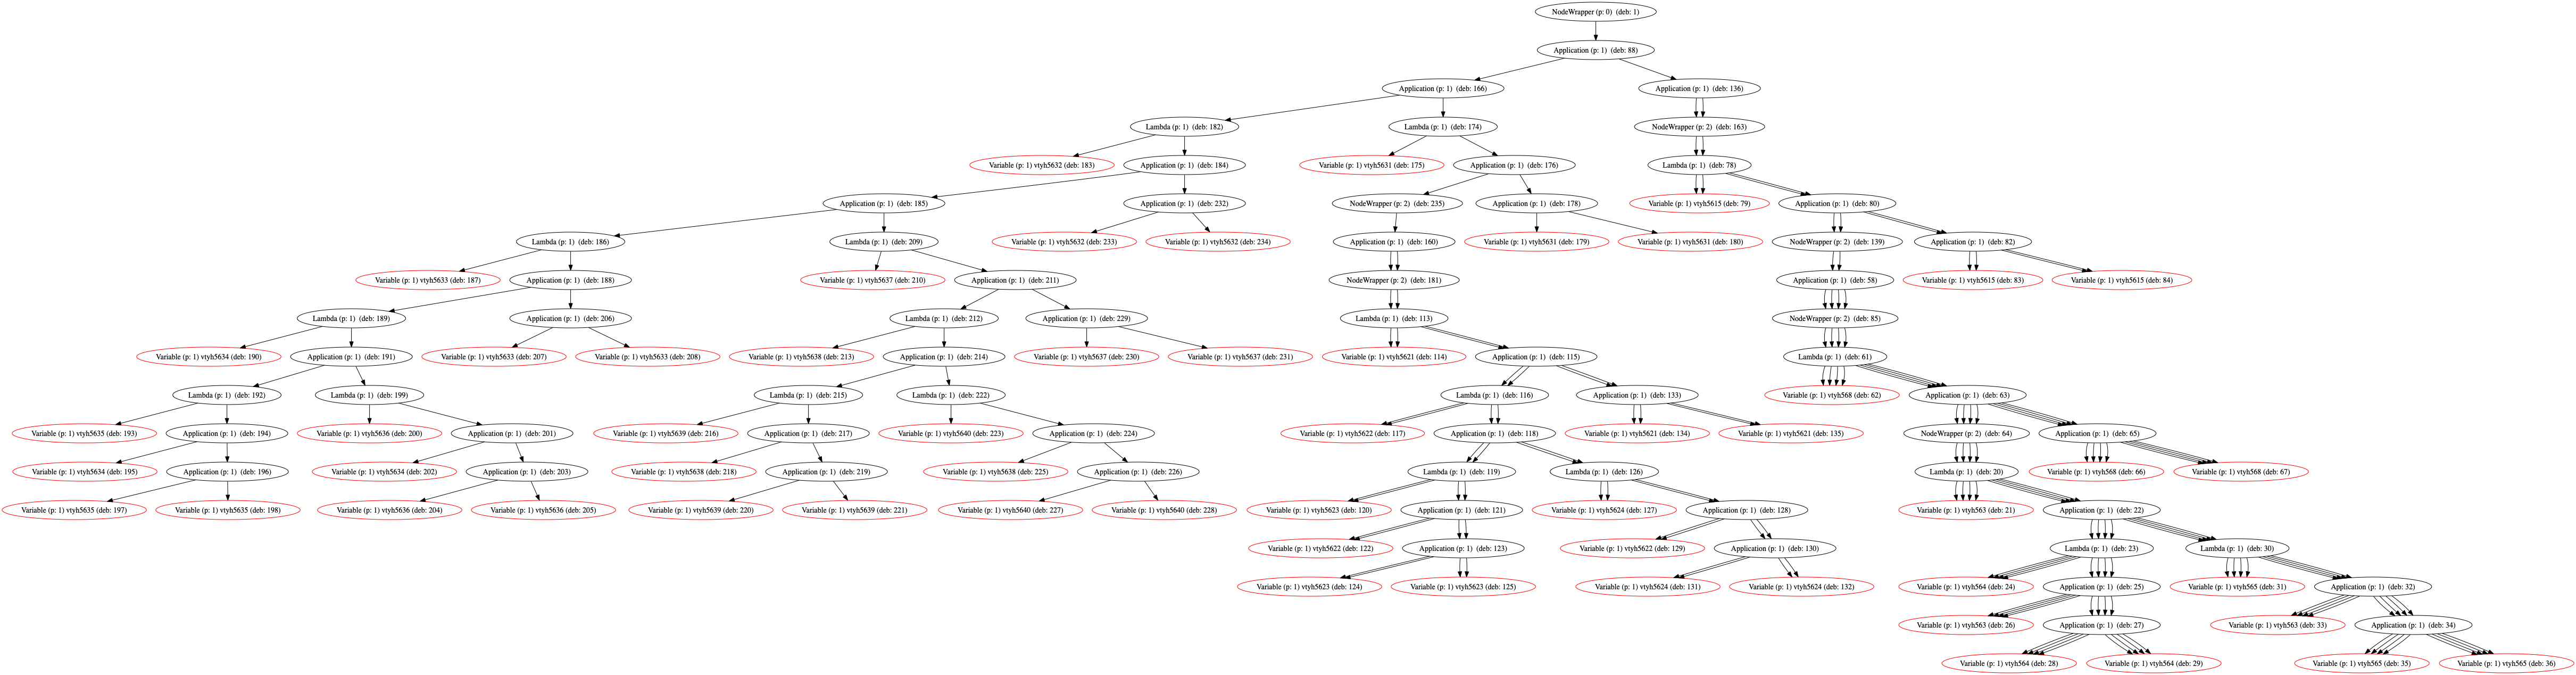 NodeWrapper (p: 0)  (deb: 1)
Application (p: 1)  (deb: 88)
Application (p: 1)  (deb: 166)
Application (p: 1)  (deb: 136)
Lambda (p: 1)  (deb: 182)
Lambda (p: 1)  (deb: 174)
NodeWrapper (p: 2)  (deb: 163)
Variable (p: 1) vtyh5632 (deb: 183)
Application (p: 1)  (deb: 184)
Variable (p: 1) vtyh5631 (deb: 175)
Application (p: 1)  (deb: 176)
Lambda (p: 1)  (deb: 78)
Application (p: 1)  (deb: 185)
Application (p: 1)  (deb: 232)
NodeWrapper (p: 2)  (deb: 235)
Application (p: 1)  (deb: 178)
Variable (p: 1) vtyh5615 (deb: 79)
Application (p: 1)  (deb: 80)
Lambda (p: 1)  (deb: 186)
Lambda (p: 1)  (deb: 209)
Variable (p: 1) vtyh5632 (deb: 233)
Variable (p: 1) vtyh5632 (deb: 234)
Application (p: 1)  (deb: 160)
Variable (p: 1) vtyh5631 (deb: 179)
Variable (p: 1) vtyh5631 (deb: 180)
NodeWrapper (p: 2)  (deb: 139)
Application (p: 1)  (deb: 82)
Variable (p: 1) vtyh5633 (deb: 187)
Application (p: 1)  (deb: 188)
Variable (p: 1) vtyh5637 (deb: 210)
Application (p: 1)  (deb: 211)
NodeWrapper (p: 2)  (deb: 181)
Application (p: 1)  (deb: 58)
Variable (p: 1) vtyh5615 (deb: 83)
Variable (p: 1) vtyh5615 (deb: 84)
Lambda (p: 1)  (deb: 189)
Application (p: 1)  (deb: 206)
Lambda (p: 1)  (deb: 212)
Application (p: 1)  (deb: 229)
Lambda (p: 1)  (deb: 113)
NodeWrapper (p: 2)  (deb: 85)
Variable (p: 1) vtyh5634 (deb: 190)
Application (p: 1)  (deb: 191)
Variable (p: 1) vtyh5633 (deb: 207)
Variable (p: 1) vtyh5633 (deb: 208)
Variable (p: 1) vtyh5638 (deb: 213)
Application (p: 1)  (deb: 214)
Variable (p: 1) vtyh5637 (deb: 230)
Variable (p: 1) vtyh5637 (deb: 231)
Variable (p: 1) vtyh5621 (deb: 114)
Application (p: 1)  (deb: 115)
Lambda (p: 1)  (deb: 61)
Lambda (p: 1)  (deb: 192)
Lambda (p: 1)  (deb: 199)
Lambda (p: 1)  (deb: 215)
Lambda (p: 1)  (deb: 222)
Lambda (p: 1)  (deb: 116)
Application (p: 1)  (deb: 133)
Variable (p: 1) vtyh568 (deb: 62)
Application (p: 1)  (deb: 63)
Variable (p: 1) vtyh5635 (deb: 193)
Application (p: 1)  (deb: 194)
Variable (p: 1) vtyh5636 (deb: 200)
Application (p: 1)  (deb: 201)
Variable (p: 1) vtyh5639 (deb: 216)
Application (p: 1)  (deb: 217)
Variable (p: 1) vtyh5640 (deb: 223)
Application (p: 1)  (deb: 224)
Variable (p: 1) vtyh5622 (deb: 117)
Application (p: 1)  (deb: 118)
Variable (p: 1) vtyh5621 (deb: 134)
Variable (p: 1) vtyh5621 (deb: 135)
NodeWrapper (p: 2)  (deb: 64)
Application (p: 1)  (deb: 65)
Variable (p: 1) vtyh5634 (deb: 195)
Application (p: 1)  (deb: 196)
Variable (p: 1) vtyh5634 (deb: 202)
Application (p: 1)  (deb: 203)
Variable (p: 1) vtyh5638 (deb: 218)
Application (p: 1)  (deb: 219)
Variable (p: 1) vtyh5638 (deb: 225)
Application (p: 1)  (deb: 226)
Lambda (p: 1)  (deb: 119)
Lambda (p: 1)  (deb: 126)
Lambda (p: 1)  (deb: 20)
Variable (p: 1) vtyh568 (deb: 66)
Variable (p: 1) vtyh568 (deb: 67)
Variable (p: 1) vtyh5635 (deb: 197)
Variable (p: 1) vtyh5635 (deb: 198)
Variable (p: 1) vtyh5636 (deb: 204)
Variable (p: 1) vtyh5636 (deb: 205)
Variable (p: 1) vtyh5639 (deb: 220)
Variable (p: 1) vtyh5639 (deb: 221)
Variable (p: 1) vtyh5640 (deb: 227)
Variable (p: 1) vtyh5640 (deb: 228)
Variable (p: 1) vtyh5623 (deb: 120)
Application (p: 1)  (deb: 121)
Variable (p: 1) vtyh5624 (deb: 127)
Application (p: 1)  (deb: 128)
Variable (p: 1) vtyh563 (deb: 21)
Application (p: 1)  (deb: 22)
Variable (p: 1) vtyh5622 (deb: 122)
Application (p: 1)  (deb: 123)
Variable (p: 1) vtyh5622 (deb: 129)
Application (p: 1)  (deb: 130)
Lambda (p: 1)  (deb: 23)
Lambda (p: 1)  (deb: 30)
Variable (p: 1) vtyh5623 (deb: 124)
Variable (p: 1) vtyh5623 (deb: 125)
Variable (p: 1) vtyh5624 (deb: 131)
Variable (p: 1) vtyh5624 (deb: 132)
Variable (p: 1) vtyh564 (deb: 24)
Application (p: 1)  (deb: 25)
Variable (p: 1) vtyh565 (deb: 31)
Application (p: 1)  (deb: 32)
Variable (p: 1) vtyh563 (deb: 26)
Application (p: 1)  (deb: 27)
Variable (p: 1) vtyh563 (deb: 33)
Application (p: 1)  (deb: 34)
Variable (p: 1) vtyh564 (deb: 28)
Variable (p: 1) vtyh564 (deb: 29)
Variable (p: 1) vtyh565 (deb: 35)
Variable (p: 1) vtyh565 (deb: 36)